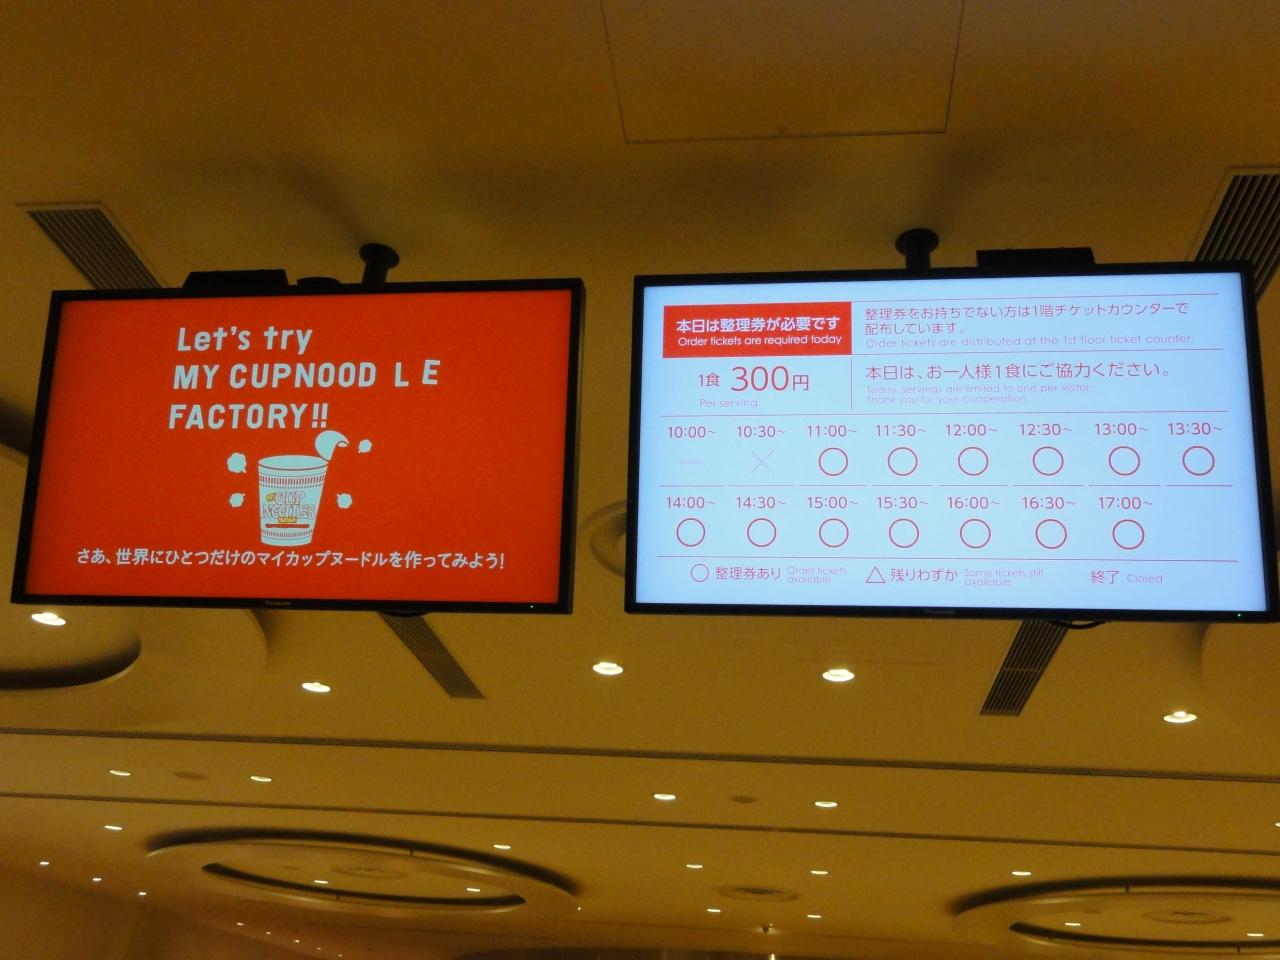 Let's try
MY CUPNOOD L E
FACTORY!!
CUP
NOODLES
さあ、世界にひとつだけのマイカップヌードルを作ってみよう!
Panasonic
本日は整理券が必要です
Order tickets are required today
整理券をお持ちでない方は1階チケットカウンターで
配布しています。
Order tickets are distributed at the 1st floor ticket counter.
1食 300円
Per serving.
本日は、お一人様1食にご協力ください。
Today, servings are limited to one per visitor.
Thank you for your cooperation.
10:00~ 10:30~ 11:00~ 11:30~ 12:00~ 12:30~ 13:00~ 13:30~
— × ○ ○ ○ ○ ○ ○
14:00~ 14:30~ 15:00~ 15:30~ 16:00~ 16:30~ 17:00~
○ ○ ○ ○ ○ ○ ○
○ 整理券あり Order tickets available △ 残りわずか Some tickets still available 終了 Closed
Panasonic